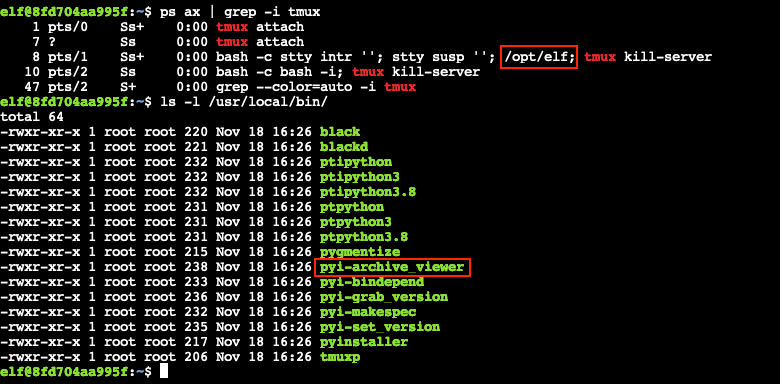 elf@8fd704aa995f:~$ ps ax | grep -i tmux
1 pts/0 Ss+ 0:00 tmux attach
7 ? Ss 0:00 tmux attach
8 pts/1 Ss+ 0:00 bash -c stty intr ''; stty susp ''; /opt/elf; tmux kill-server
10 pts/2 Ss 0:00 bash -c bash -i; tmux kill-server
47 pts/2 S+ 0:00 grep --color=auto -i tmux
elf@8fd704aa995f:~$ ls -l /usr/local/bin/
total 64
-rwxr-xr-x 1 root root 220 Nov 18 16:26 black
-rwxr-xr-x 1 root root 221 Nov 18 16:26 blackd
-rwxr-xr-x 1 root root 232 Nov 18 16:26 ptipython
-rwxr-xr-x 1 root root 232 Nov 18 16:26 ptipython3
-rwxr-xr-x 1 root root 232 Nov 18 16:26 ptipython3.8
-rwxr-xr-x 1 root root 231 Nov 18 16:26 ptpython
-rwxr-xr-x 1 root root 231 Nov 18 16:26 ptpython3
-rwxr-xr-x 1 root root 231 Nov 18 16:26 ptpython3.8
-rwxr-xr-x 1 root root 215 Nov 18 16:26 pygmentize
-rwxr-xr-x 1 root root 238 Nov 18 16:26 pyi-archive_viewer
-rwxr-xr-x 1 root root 233 Nov 18 16:26 pyi-bindepend
-rwxr-xr-x 1 root root 236 Nov 18 16:26 pyi-grab_version
-rwxr-xr-x 1 root root 232 Nov 18 16:26 pyi-makespec
-rwxr-xr-x 1 root root 235 Nov 18 16:26 pyi-set_version
-rwxr-xr-x 1 root root 217 Nov 18 16:26 pyinstaller
-rwxr-xr-x 1 root root 206 Nov 18 16:26 tmuxp
elf@8fd704aa995f:~$